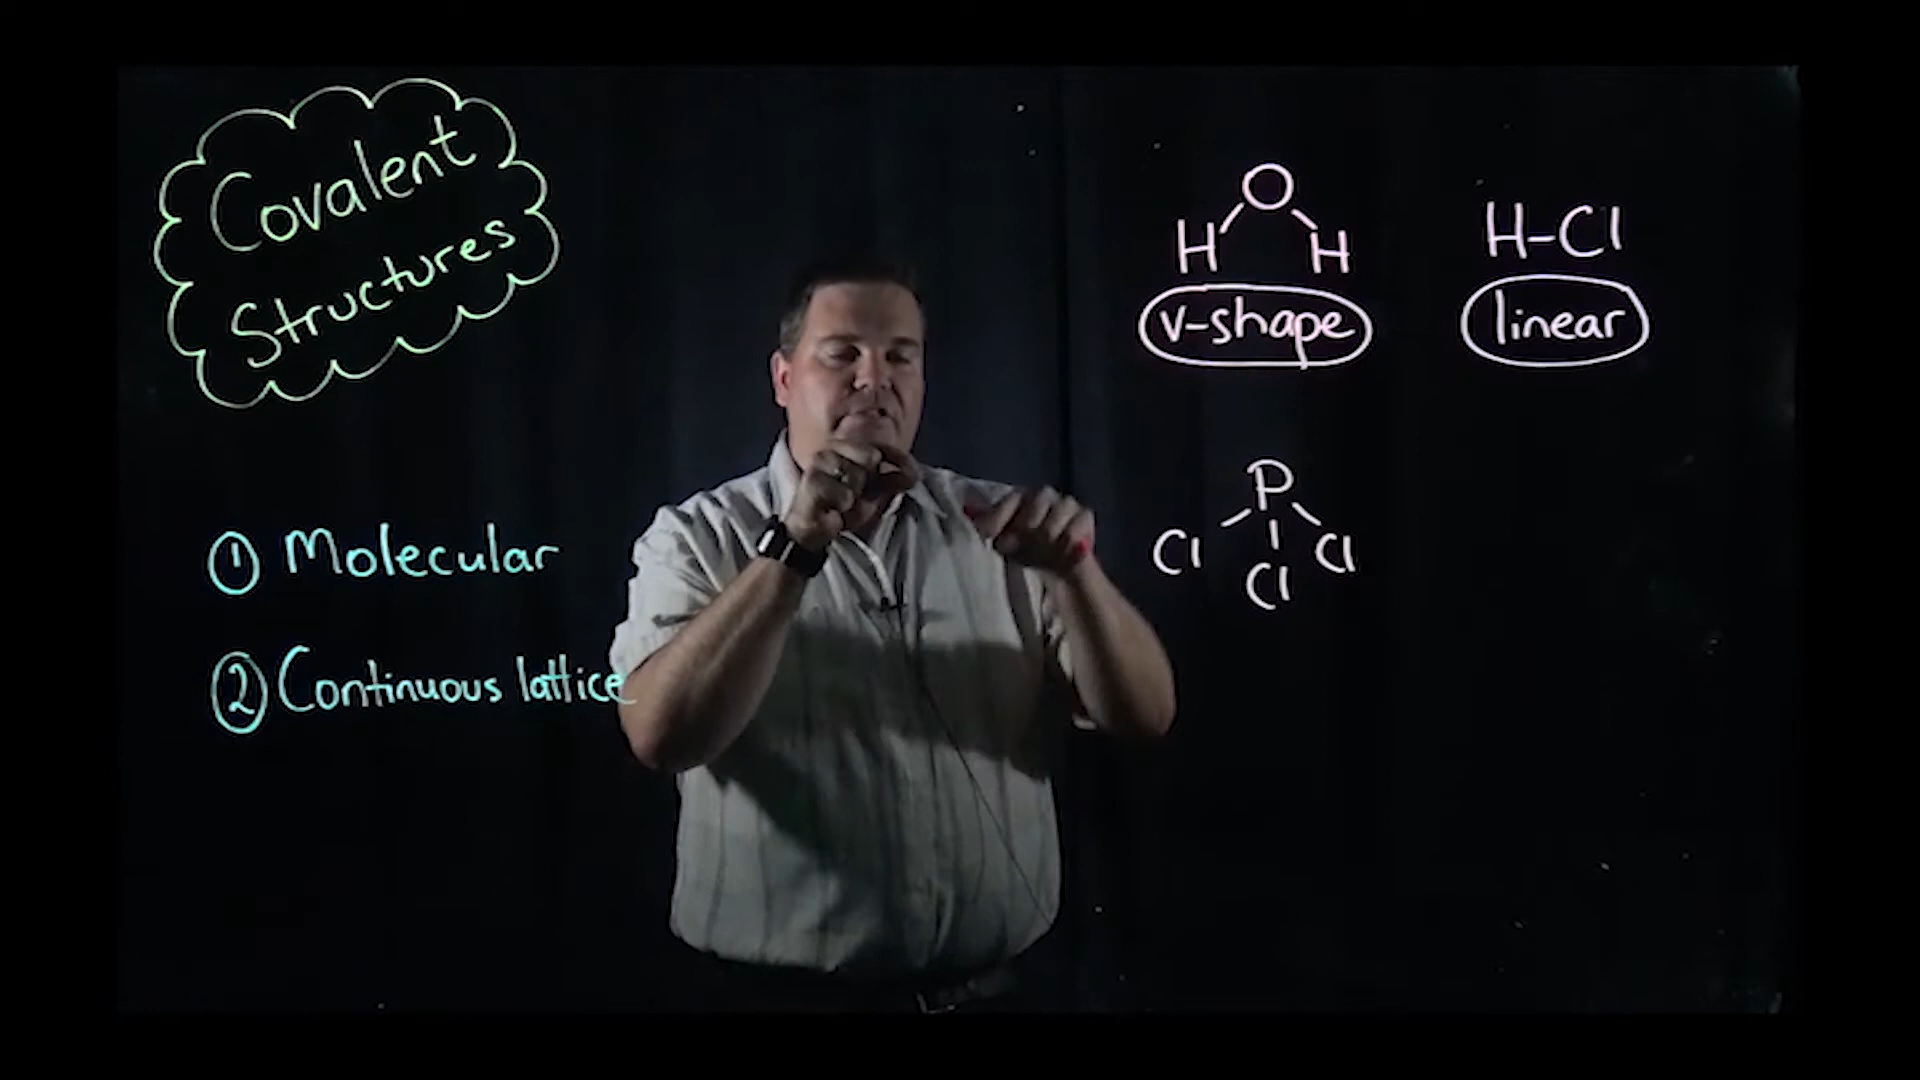 Covalent
Structures
① Molecular
② Continuous lattice
O
H H
v-shape
H-Cl
linear
P
Cl Cl Cl